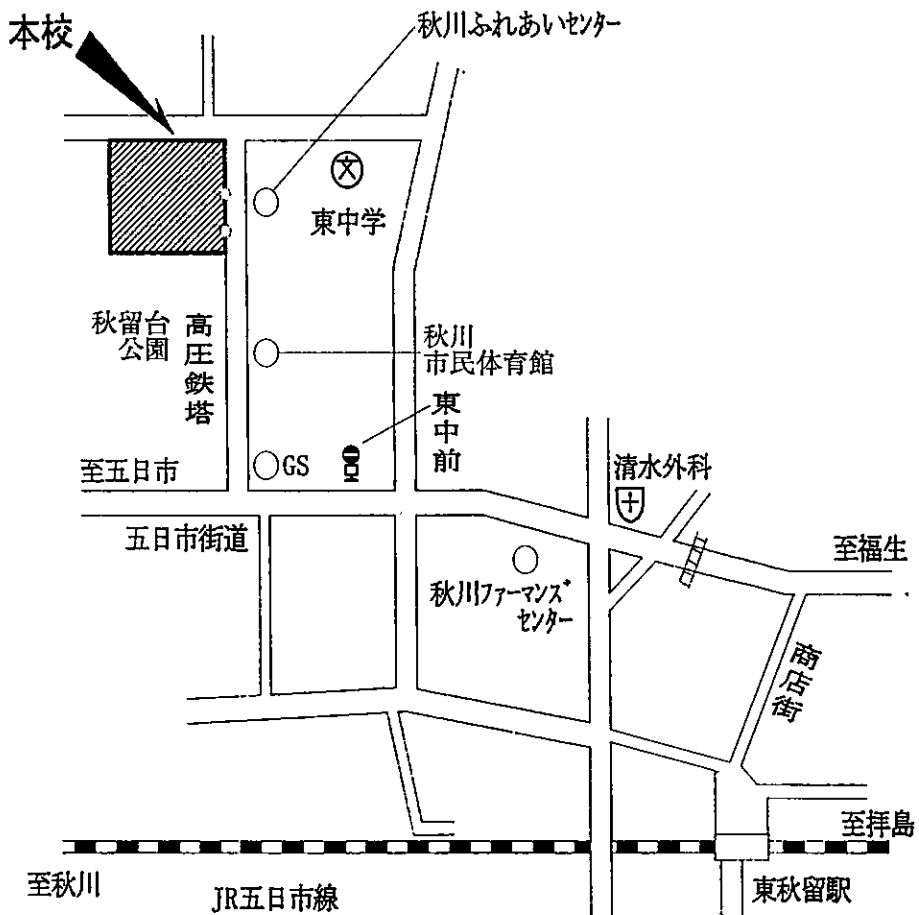 本校
秋川ふれあいセンター
東中学
秋留台
公園
高圧鉄塔
秋川
市民体育館
東中前
至五日市
GS
清水外科
五日市街道
至福生
秋川ファーマンズ
センター
商店街
至拝島
至秋川
JR五日市線
東秋留駅